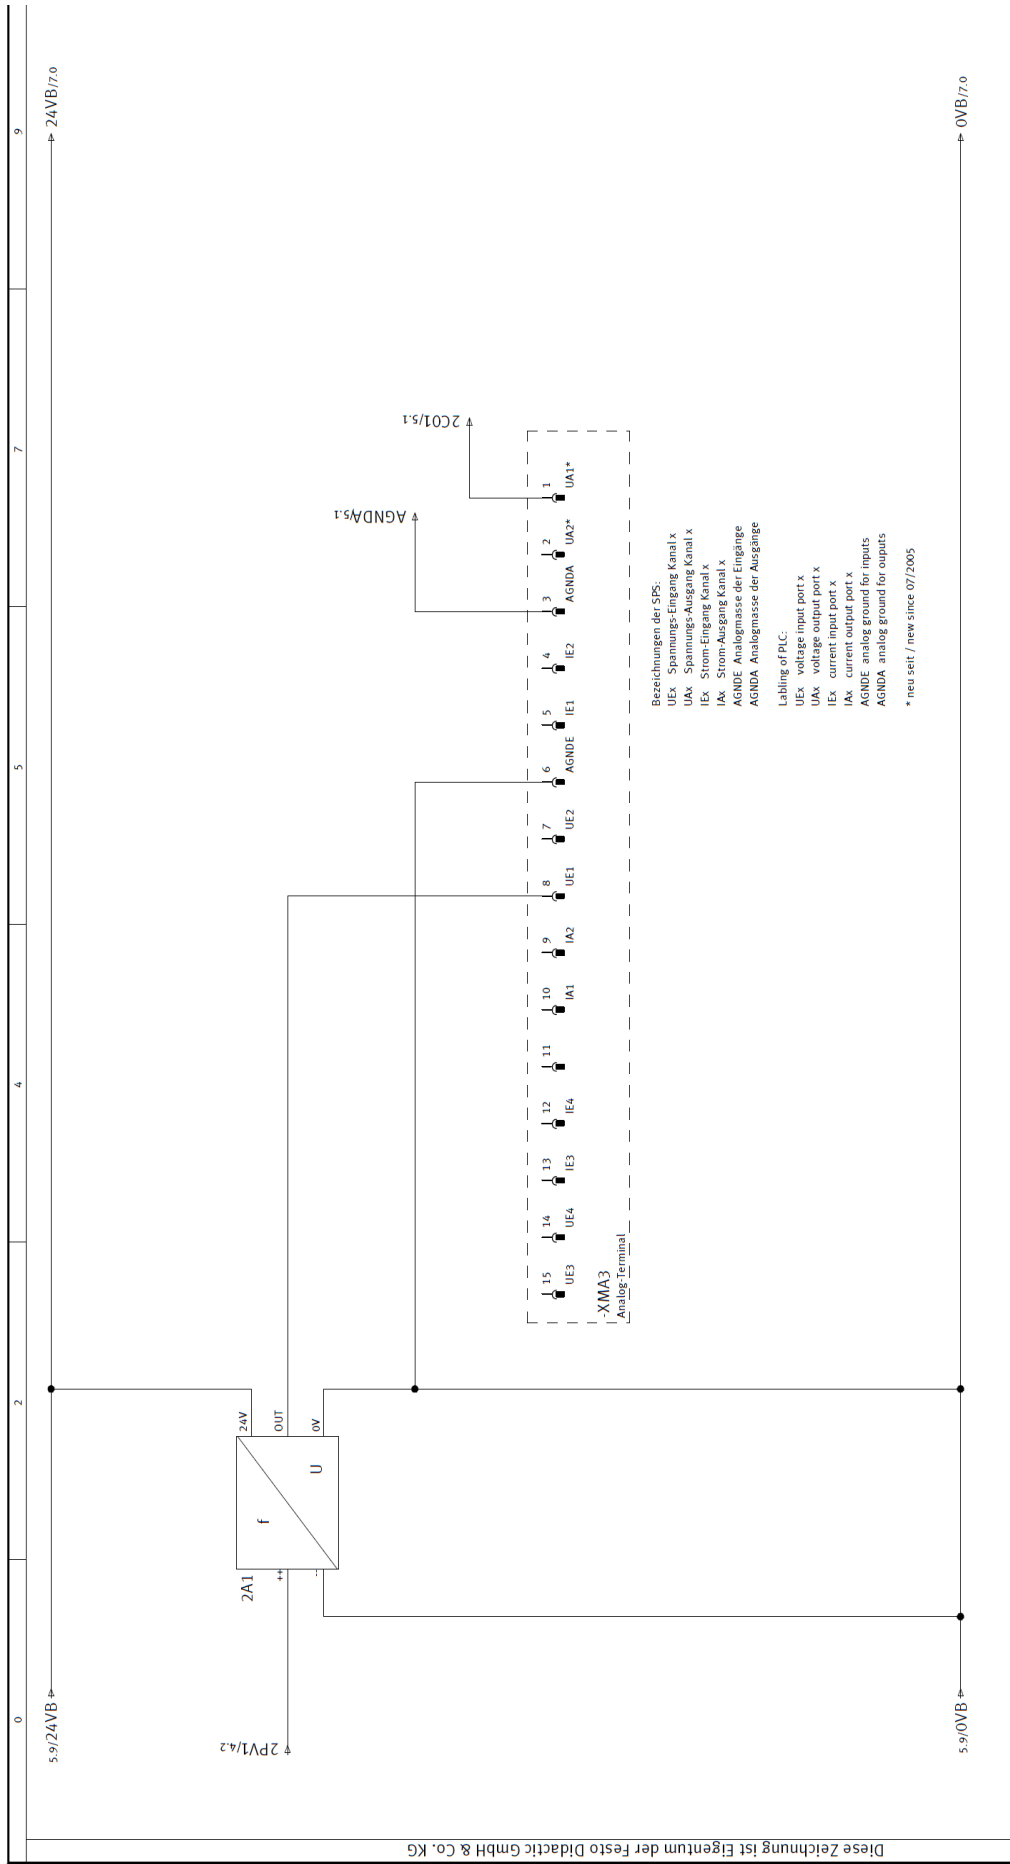 0
2
4
5
7
9
5.9/24VB
24VB/7.0
2PV1/4.2
2A1
f
U
++
--
24V
OUT
0V
AGNDA/5.1
2CO1/5.1
-XMA3
Analog-Terminal
15
UE3
14
UE4
13
IE3
12
IE4
11
10
IA1
9
IA2
8
UE1
7
UE2
6
AGNDE
5
IE1
4
IE2
3
AGNDA
2
UA2*
1
UA1*
Bezeichnungen der SPS:
UEx Spannungs-Eingang Kanal x
UAx Spannungs-Ausgang Kanal x
IEx Strom-Eingang Kanal x
IAx Strom-Ausgang Kanal x
AGNDE Analogmasse der Eingänge
AGNDA Analogmasse der Ausgänge
Labling of PLC:
UEx voltage input port x
UAx voltage output port x
IEx current input port x
IAx current output port x
AGNDE analog ground for inputs
AGNDA analog ground for ouputs
* neu seit / new since 07/2005
5.9/0VB
0VB/7.0
Diese Zeichnung ist Eigentum der Festo Didactic GmbH & Co. KG